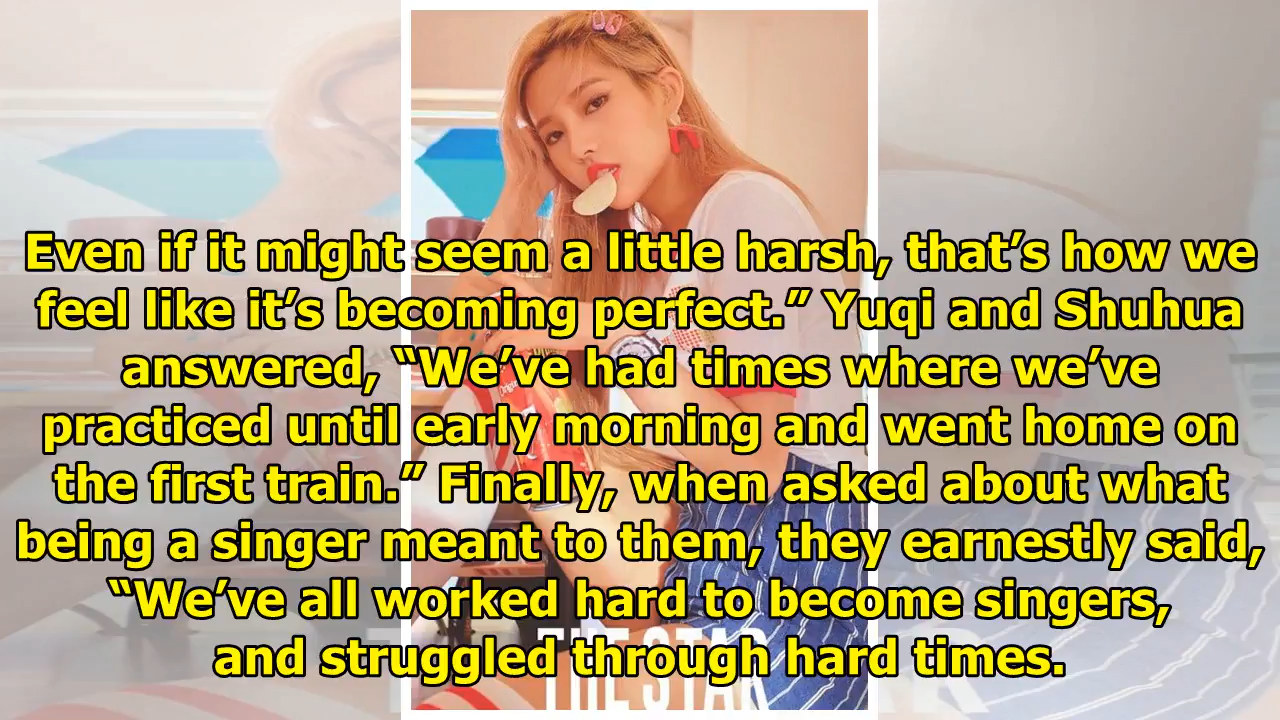 Even if it might seem a little harsh, that’s how we
feel like it’s becoming perfect.” Yuqi and Shuhua
answered, “We’ve had times where we’ve
practiced until early morning and went home on
the first train.” Finally, when asked about what
being a singer meant to them, they earnestly said,
“We’ve all worked hard to become singers,
and struggled through hard times.
THE STAR